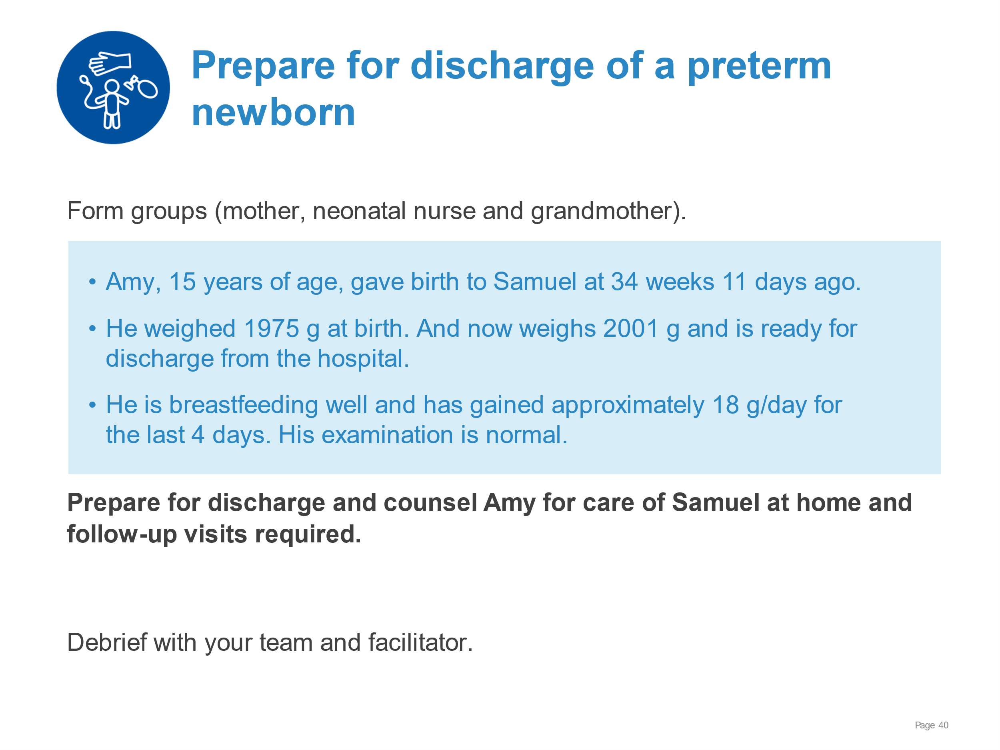 Prepare for discharge of a preterm
newborn
Form groups (mother, neonatal nurse and grandmother).
• Amy, 15 years of age, gave birth to Samuel at 34 weeks 11 days ago.
• He weighed 1975 g at birth. And now weighs 2001 g and is ready for
discharge from the hospital.
• He is breastfeeding well and has gained approximately 18 g/day for
the last 4 days. His examination is normal.
Prepare for discharge and counsel Amy for care of Samuel at home and
follow-up visits required.
Debrief with your team and facilitator.
Page 40